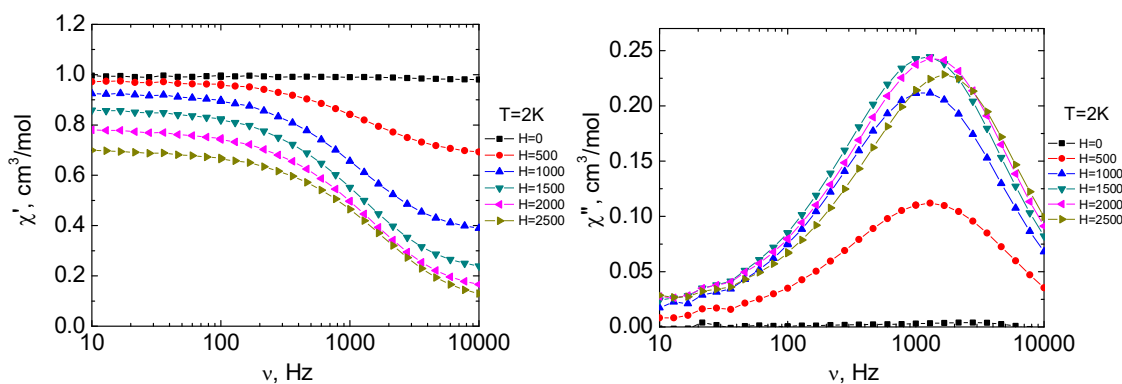 1.2
1.0
0.8
0.6
0.4
0.2
0.0
χ', cm³/mol
10 100 1000 10000
ν, Hz
T=2K
H=0
H=500
H=1000
H=1500
H=2000
H=2500
0.25
0.20
0.15
0.10
0.05
0.00
χ", cm³/mol
10 100 1000 10000
ν, Hz
T=2K
H=0
H=500
H=1000
H=1500
H=2000
H=2500